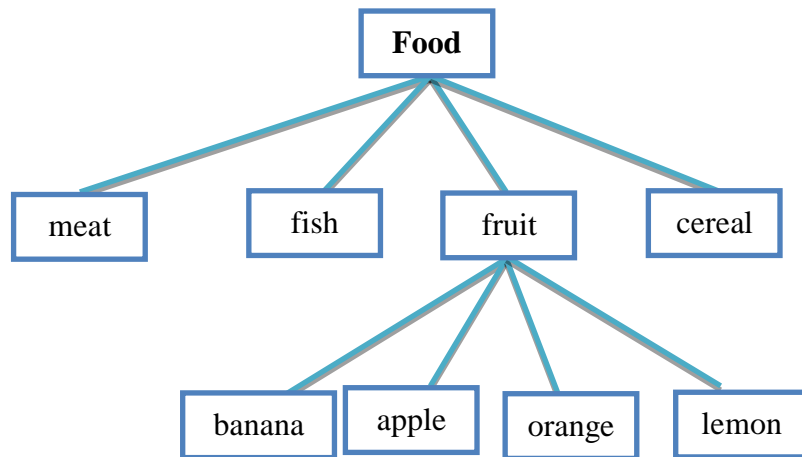 Food
meat
fish
fruit
cereal
banana
apple
orange
lemon